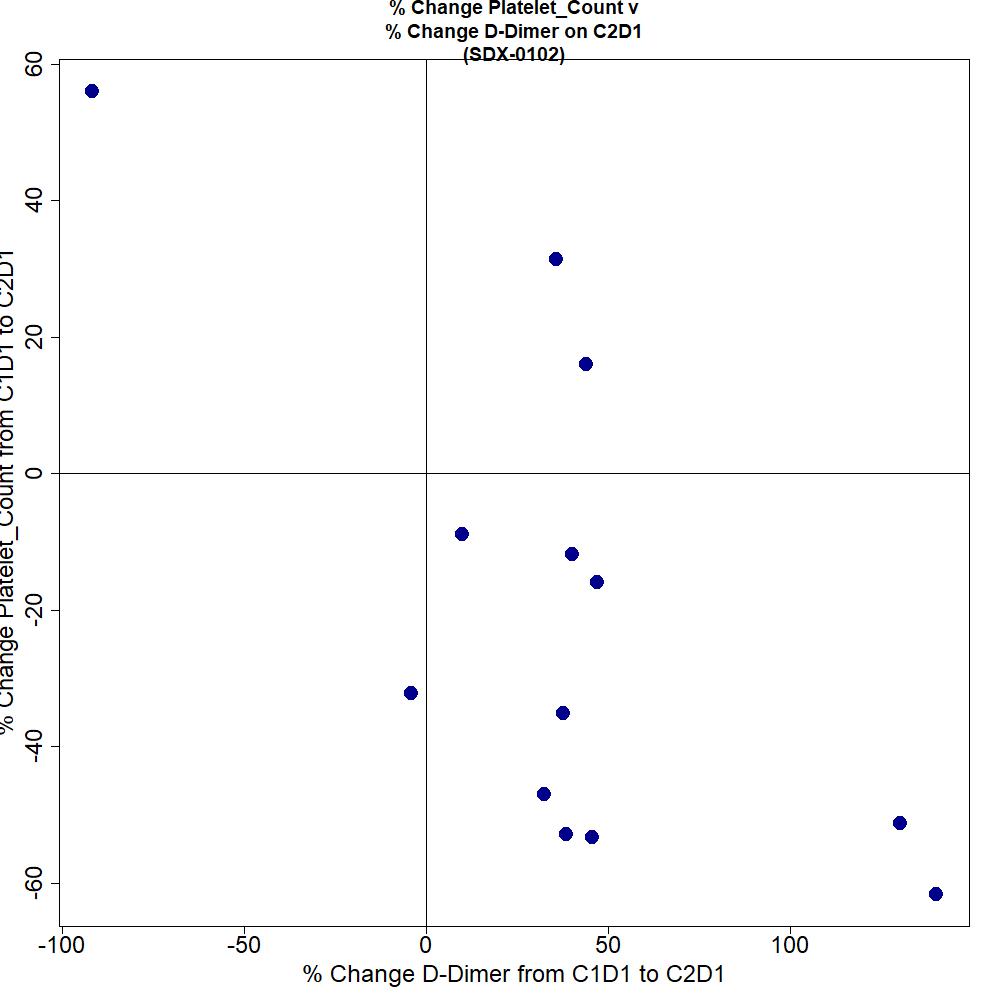 % Change Platelet_Count v
% Change D-Dimer on C2D1
(SDX-0102)
60
40
20
0
-20
-40
-60
% Change Platelet_Count from C1D1 to C2D1
-100
-50
0
50
100
% Change D-Dimer from C1D1 to C2D1